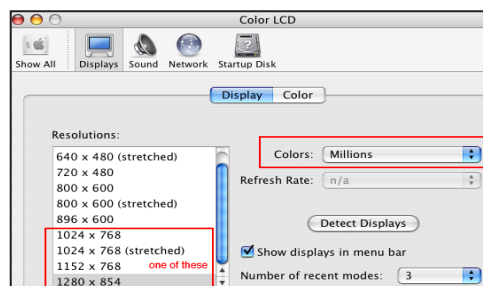 Color LCD
Show All Displays Sound Network Startup Disk
Display Color
Resolutions:
640 x 480 (stretched)
720 x 480
800 x 600
800 x 600 (stretched)
896 x 600
1024 x 768
1024 x 768 (stretched)
1152 x 768 one of these
1280 x 854
Colors: Millions
Refresh Rate: n/a
Detect Displays
Show displays in menu bar
Number of recent modes: 3